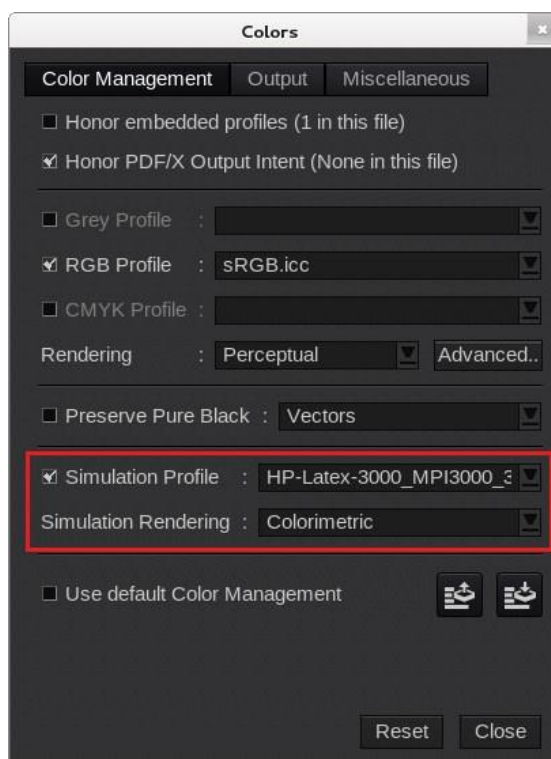 Colors
Color Management Output Miscellaneous
Honor embedded profiles (1 in this file)
Honor PDF/X Output Intent (None in this file)
Grey Profile :
RGB Profile : sRGB.icc
CMYK Profile :
Rendering : Perceptual Advanced..
Preserve Pure Black : Vectors
Simulation Profile : HP-Latex-3000_MPI3000_3
Simulation Rendering : Colorimetric
Use default Color Management
Reset Close